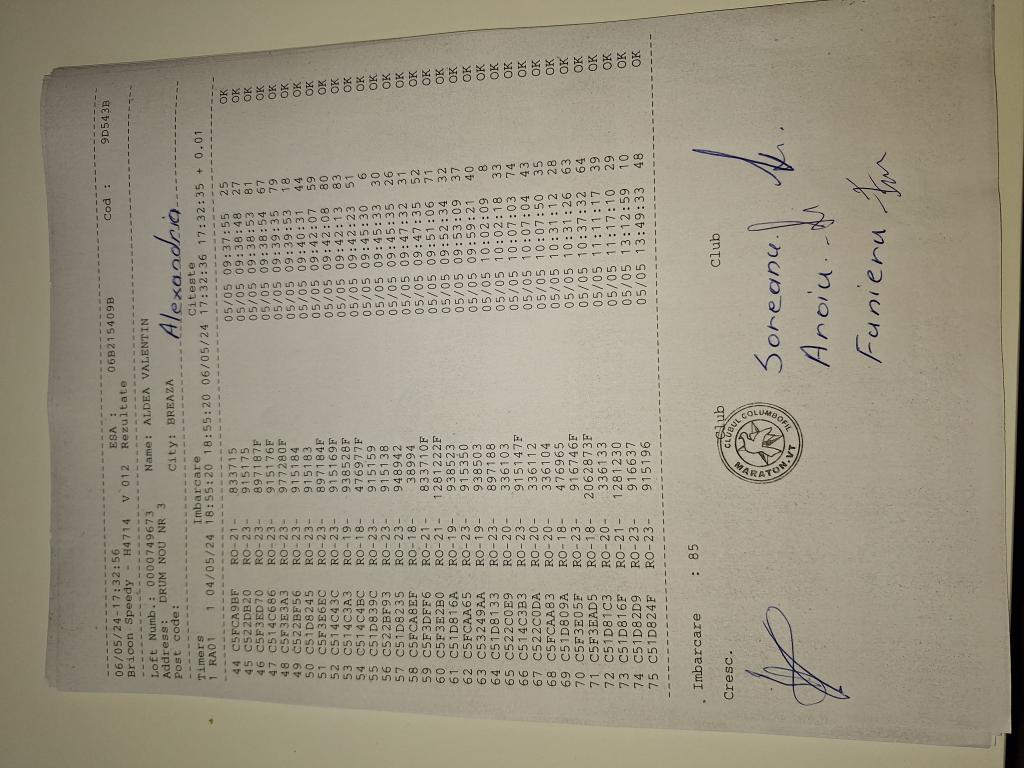 06/05/24-17:32:56 ESA : 06B215409B Cod : 9D543B
Bricon Speedy - H4714 V 012 Rezultate
Loft Numb.: 0000749673 Name: ALDEA VALENTIN
Address: DRUM NOU NR 3
Post code: City: BREAZA Alexandria
Timers Imbarcare Citeste
1 RA01 1 04/05/24 18:55:20 18:55:20 06/05/24 17:32:36 17:32:35 + 0.01
44 C5FCA9BF RO-21- 833715 05/05 09:37:55 25 OK
45 C522DB20 RO-23- 915175 05/05 09:38:48 27 OK
46 C5F3ED70 RO-23- 897187F 05/05 09:38:53 81 OK
47 C514C686 RO-23- 915176F 05/05 09:38:54 67 OK
48 C5F3E3A3 RO-23- 977280F 05/05 09:39:35 79 OK
49 C522BF56 RO-23- 915184 05/05 09:39:53 18 OK
50 C51D8245 RO-23- 915183 05/05 09:40:31 44 OK
51 C5F3E6EC RO-23- 897184F 05/05 09:42:07 59 OK
52 C514C43C RO-23- 915169F 05/05 09:42:08 80 OK
53 C514C3A3 RO-19- 938528F 05/05 09:42:13 83 OK
54 C514C4BC RO-18- 476977F 05/05 09:42:23 51 OK
55 C51D839C RO-23- 915159 05/05 09:45:30 6 OK
56 C522BF93 RO-23- 915138 05/05 09:45:33 30 OK
57 C51D8235 RO-23- 948942 05/05 09:45:35 26 OK
58 C5FCA8EF RO-18- 38994 05/05 09:47:32 31 OK
59 C5F3DFF6 RO-21- 833710F 05/05 09:47:35 52 OK
60 C5F3E2B0 RO-21- 1281222F 05/05 09:51:06 71 OK
61 C51D816A RO-19- 938523 05/05 09:52:34 32 OK
62 C5FCAA65 RO-23- 915350 05/05 09:53:09 37 OK
63 C53249AA RO-19- 938503 05/05 09:59:21 40 OK
64 C51D8133 RO-23- 897188 05/05 10:02:09 8 OK
65 C522C0E9 RO-20- 336103 05/05 10:02:18 33 OK
66 C514C3B3 RO-23- 915147F 05/05 10:07:03 74 OK
67 C522C0DA RO-20- 336112 05/05 10:07:04 43 OK
68 C5FCAA83 RO-20- 336104 05/05 10:07:50 35 OK
69 C51D809A RO-18- 476965 05/05 10:31:12 28 OK
70 C5F3E05F RO-23- 916746F 05/05 10:31:26 63 OK
71 C5F3EAD5 RO-18- 2062873F 05/05 10:37:32 64 OK
72 C51D81C3 RO-20- 336133 05/05 11:11:17 39 OK
73 C51D816F RO-21- 1281230 05/05 11:17:10 29 OK
74 C51D82D9 RO-23- 916637 05/05 13:12:59 10 OK
75 C51D824F RO-23- 915196 05/05 13:49:33 48 OK
Imbarcare : 85
Cresc. Club Club
CLUBUL COLUMBOFIL
MARATON.VT
Soreanu
Anoiu
Funieru